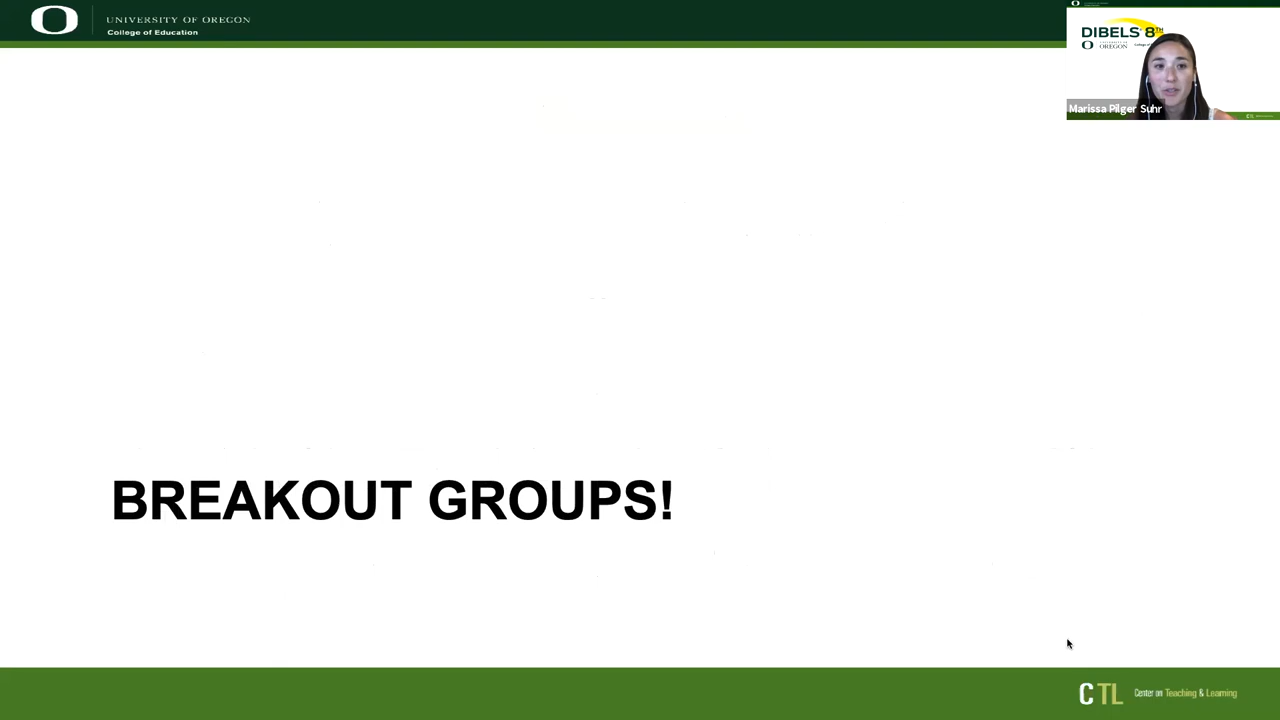 UNIVERSITY OF OREGON
College of Education
DIBELS 8TH
OREGON
Marissa Pilger Suhr
BREAKOUT GROUPS!
CTL Center on Teaching & Learning